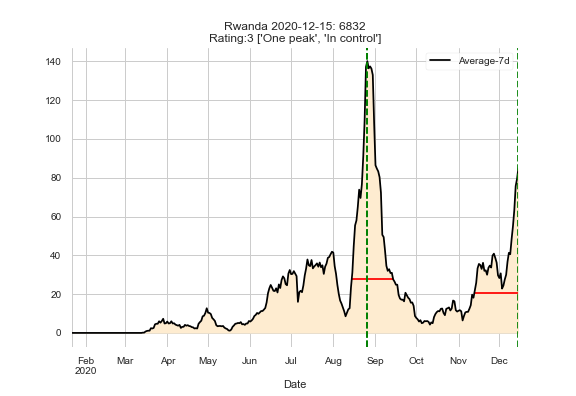 Rwanda 2020-12-15: 6832
Rating:3 ['One peak', 'In control']
Average-7d
140
120
100
80
60
40
20
0
Feb Mar Apr May Jun Jul Aug Sep Oct Nov Dec
2020
Date